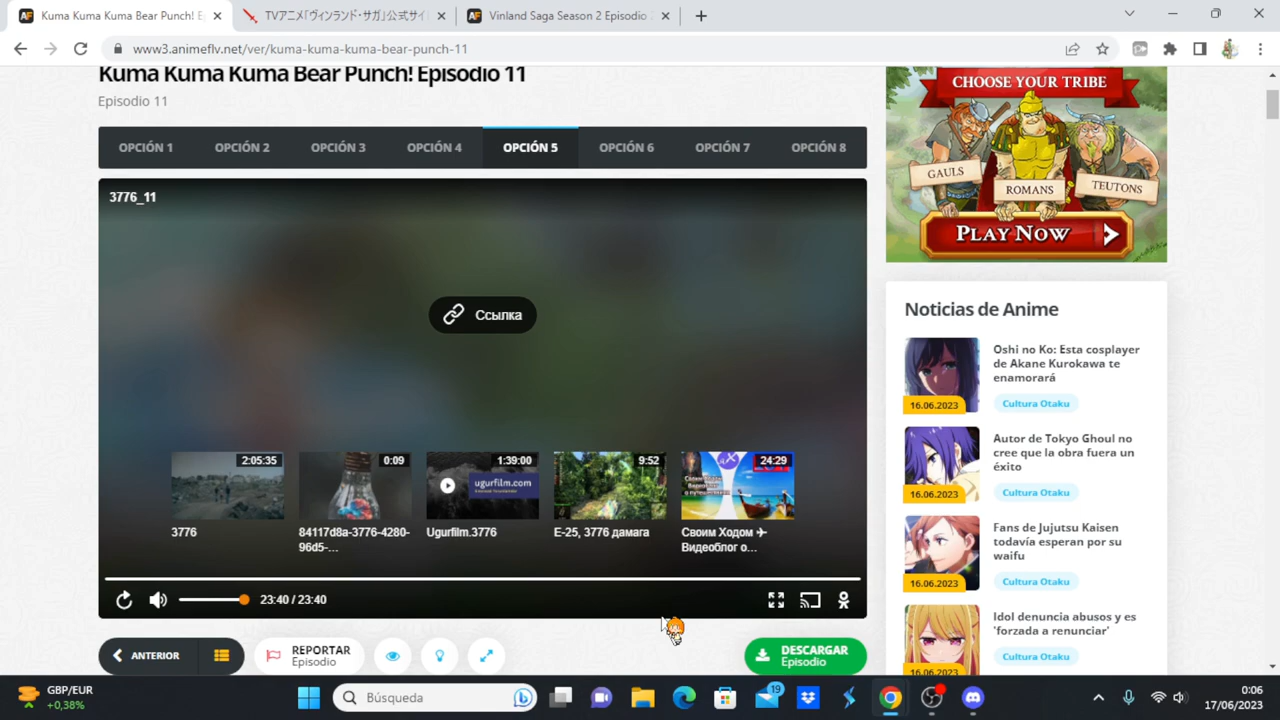 Kuma Kuma Kuma Bear Punch! E
TVアニメ「ヴィンランド・サガ」公式サイ
Vinland Saga Season 2 Episodio 2
www3.animeflv.net/ver/kuma-kuma-kuma-bear-punch-11
Kuma Kuma Kuma Bear Punch! Episodio 11
Episodio 11
OPCIÓN 1
OPCIÓN 2
OPCIÓN 3
OPCIÓN 4
OPCIÓN 5
OPCIÓN 6
OPCIÓN 7
OPCIÓN 8
3776_11
Ссылка
2:05:35
0:09
1:39:00
9:52
24:29
ugurfilm.com
3776
84117d8a-3776-4280-
96d5-...
Ugurfilm.3776
E-25, 3776 дамага
Своим Ходом ✈
Видеоблог о...
23:40 / 23:40
ANTERIOR
REPORTAR
Episodio
DESCARGAR
Episodio
CHOOSE YOUR TRIBE
GAULS
ROMANS
TEUTONS
PLAY NOW
Noticias de Anime
Oshi no Ko: Esta cosplayer
de Akane Kurokawa te
enamorará
16.06.2023
Cultura Otaku
Autor de Tokyo Ghoul no
cree que la obra fuera un
éxito
16.06.2023
Cultura Otaku
Fans de Jujutsu Kaisen
todavía esperan por su
waifu
16.06.2023
Cultura Otaku
Idol denuncia abusos y es
'forzada a renunciar'
16.06.2023
Cultura Otaku
GBP/EUR
+0,38%
Búsqueda
19
0:06
17/06/2023